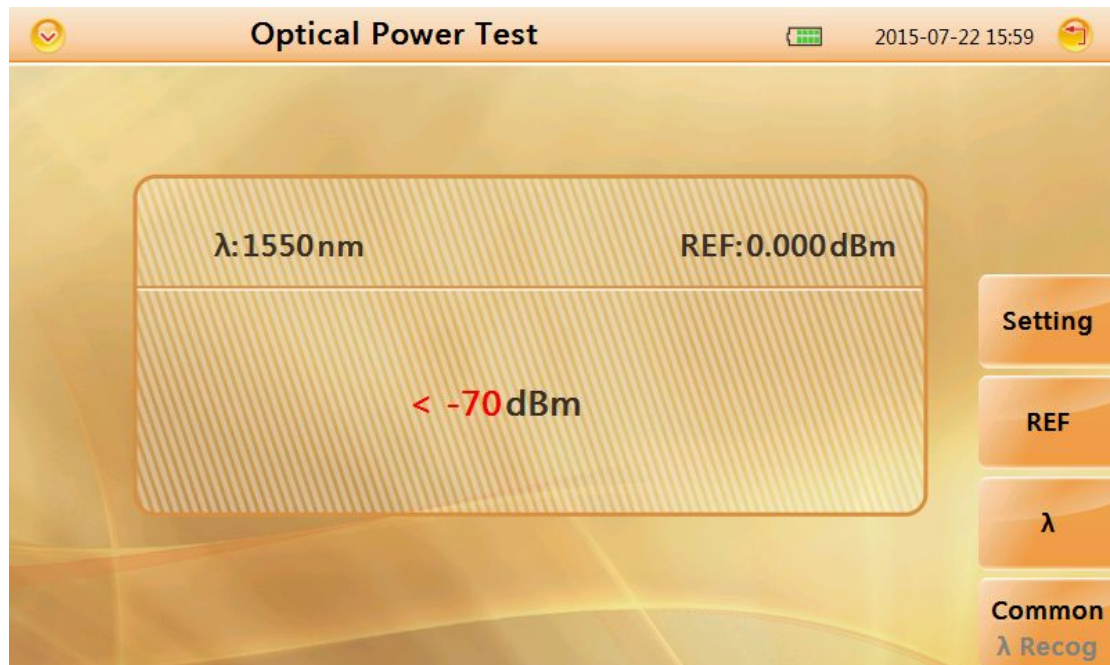 Optical Power Test 2015-07-22 15:59
λ:1550nm REF:0.000dBm
< -70dBm
Setting
REF
λ
Common
λ Recog